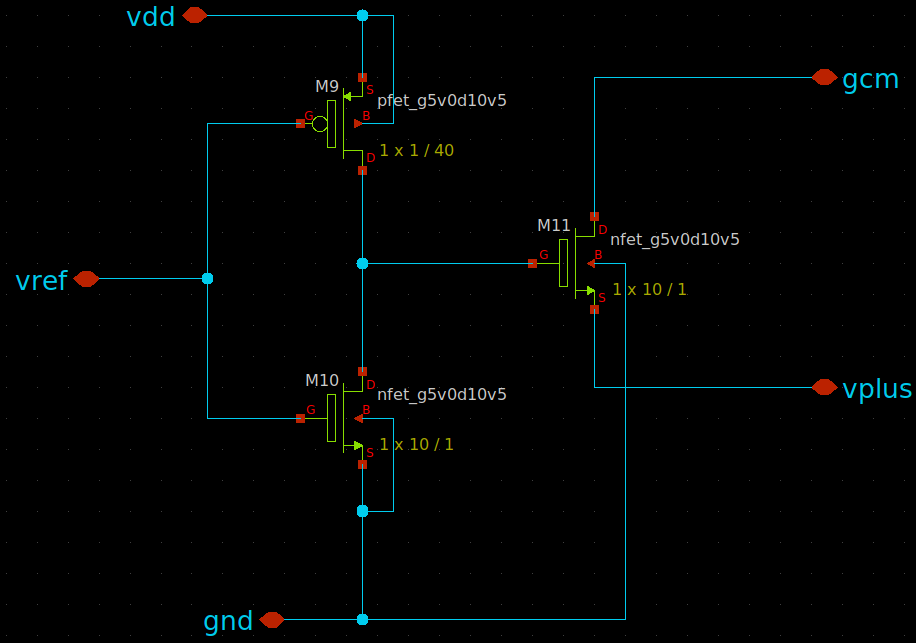 vdd
M9
S
pfet_g5v0d10v5
G
B
D
1 x 1 / 40
gcm
M11
D
nfet_g5v0d10v5
G
B
S
1 x 10 / 1
vref
M10
D
nfet_g5v0d10v5
G
B
S
1 x 10 / 1
vplus
gnd